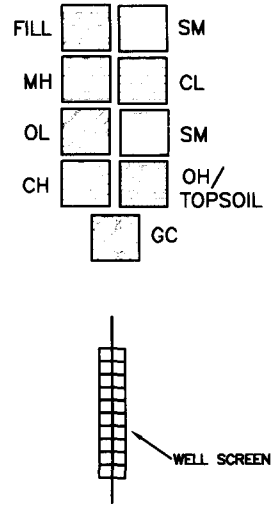 FILL SM
MH CL
OL SM
CH OH/
TOPSOIL
GC
WELL SCREEN